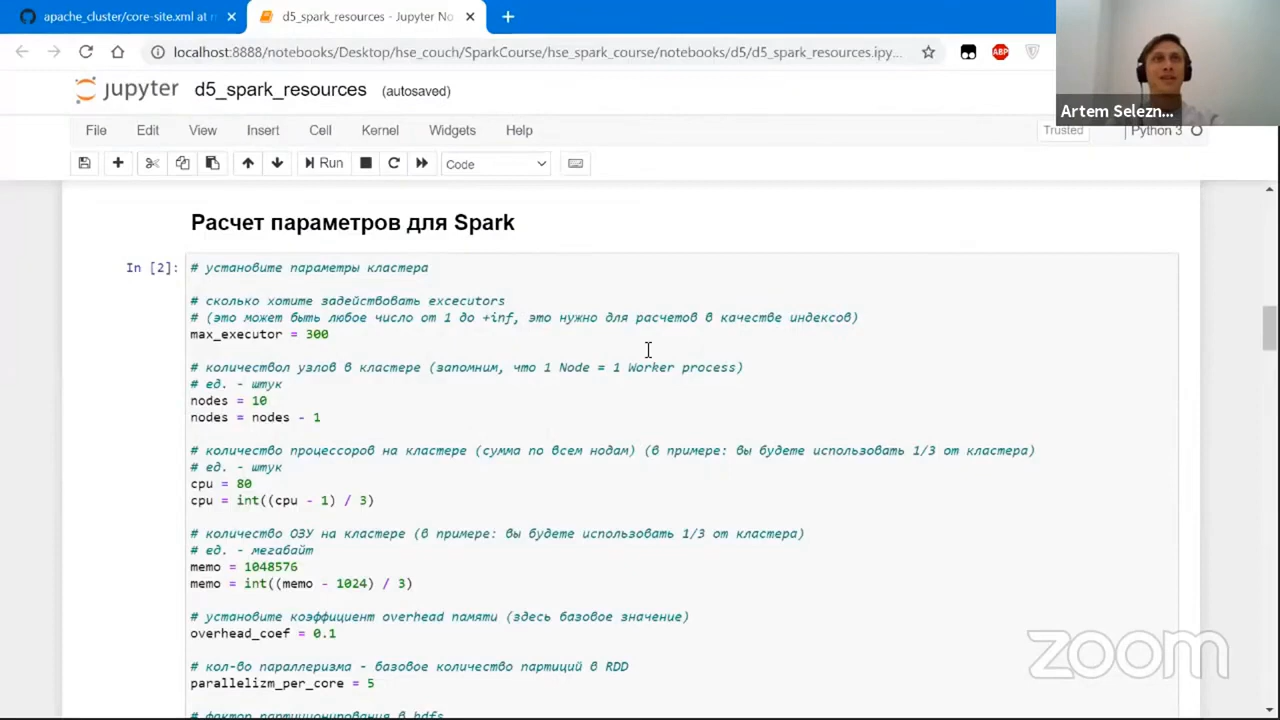 apache_cluster/core-site.xml at
d5_spark_resources - Jupyter No
localhost:8888/notebooks/Desktop/hse_couch/SparkCourse/hse_spark_course/notebooks/d5/d5_spark_resources.ipy...
ABP
jupyter d5_spark_resources (autosaved)
Artem Selezn...
File Edit View Insert Cell Kernel Widgets Help
Trusted Python 3
Run Code
Расчет параметров для Spark
In [2]:
# установите параметры кластера
# сколько хотите задействовать excecutors
# (это может быть любое число от 1 до +inf, это нужно для расчетов в качестве индексов)
max_executor = 300
# количествол узлов в кластере (запомним, что 1 Node = 1 Worker process)
# ед. - штук
nodes = 10
nodes = nodes - 1
# количество процессоров на кластере (сумма по всем нодам) (в примере: вы будете использовать 1/3 от кластера)
# ед. - штук
cpu = 80
cpu = int((cpu - 1) / 3)
# количество ОЗУ на кластере (в примере: вы будете использовать 1/3 от кластера)
# ед. - мегабайт
memo = 1048576
memo = int((memo - 1024) / 3)
# установите коэффициент overhead памяти (здесь базовое значение)
overhead_coef = 0.1
# кол-во параллеризма - базовое количество партиций в RDD
parallelizm_per_core = 5
# фактор партиционирования в hdfs
zoom